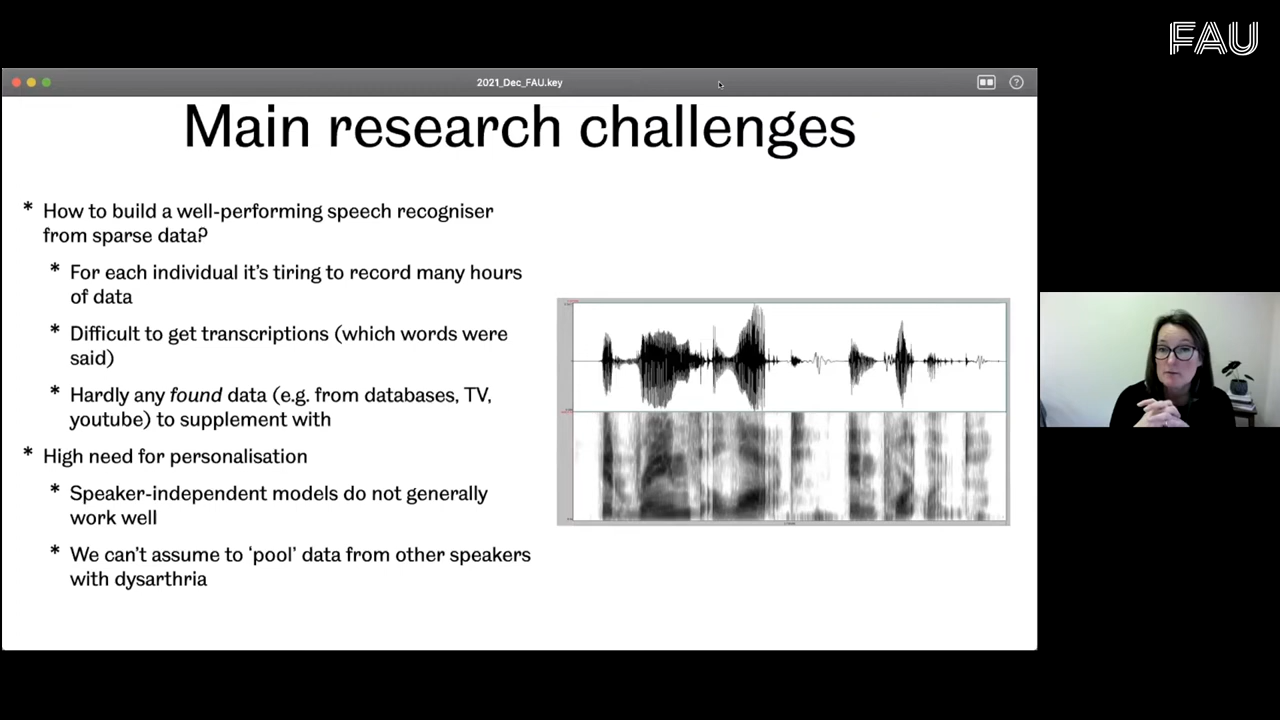 FAU
2021_Dec_FAU.key
?
Main research challenges
* How to build a well-performing speech recogniser
from sparse data?
* For each individual it's tiring to record many hours
of data
* Difficult to get transcriptions (which words were
said)
* Hardly any found data (e.g. from databases, TV,
youtube) to supplement with
* High need for personalisation
* Speaker-independent models do not generally
work well
* We can't assume to ‘pool’ data from other speakers
with dysarthria